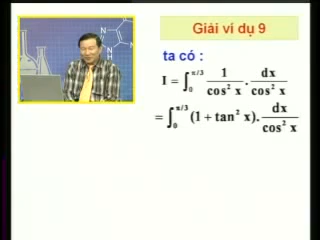 Giải ví dụ 9
ta có :
I = ∫₀^{π/3} 1/cos² x . dx/cos² x
= ∫₀^{π/3} (1 + tan² x). dx/cos² x